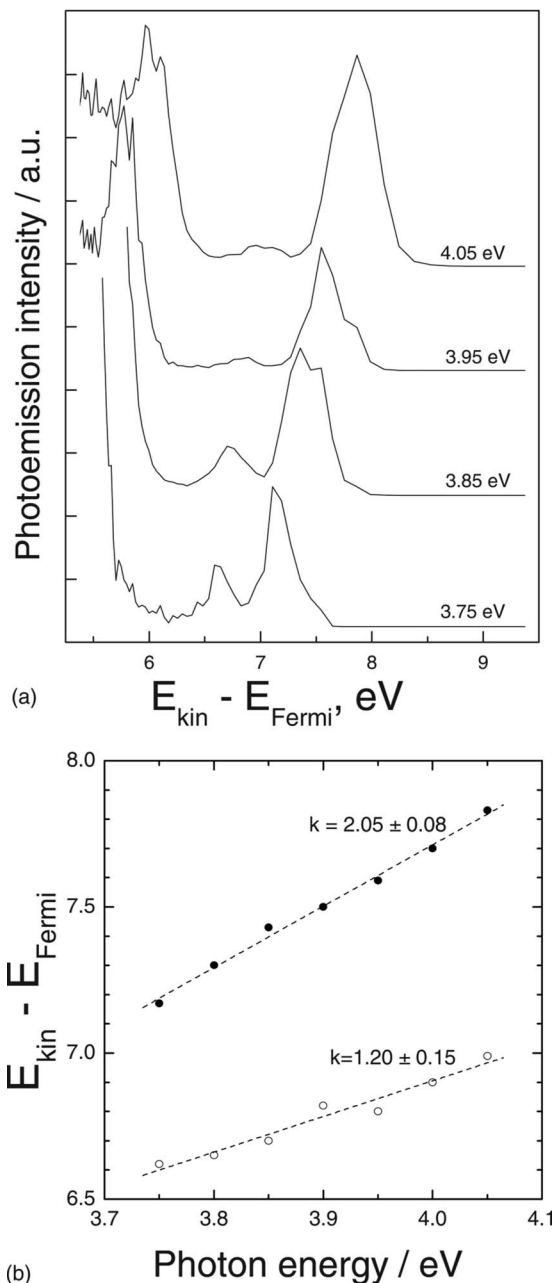 Photoemission intensity / a.u.
4.05 eV
3.95 eV
3.85 eV
3.75 eV
6 7 8 9
(a)
E_kin - E_Fermi, eV
8.0
k = 2.05 ± 0.08
7.5
E_kin - E_Fermi
7.0
k=1.20 ± 0.15
6.5
3.7 3.8 3.9 4.0 4.1
(b)
Photon energy / eV